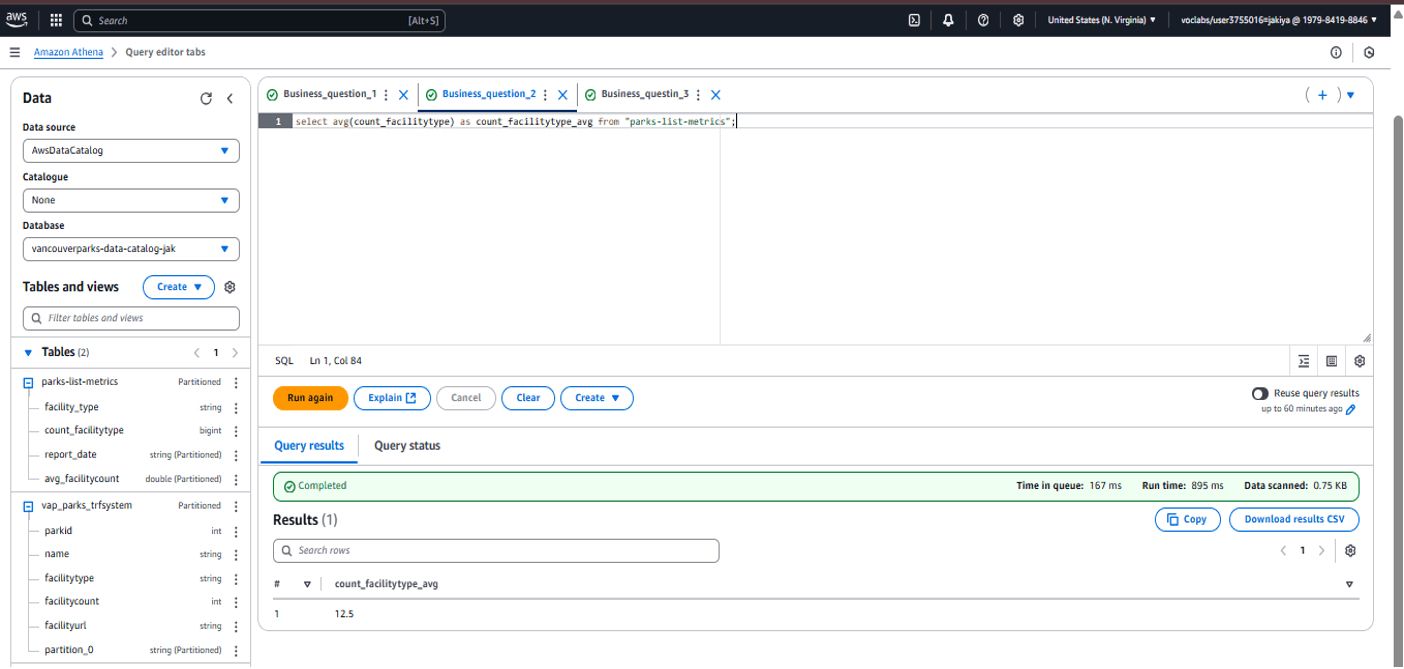 aws Search [Alt+S] United States (N. Virginia) voclabs/user3755016=jakiya @ 1979-8419-8846
Amazon Athena > Query editor tabs
Data
Data source
AwsDataCatalog
Catalogue
None
Database
vancouverparks-data-catalog-jak
Tables and views Create
Filter tables and views
Tables (2) < 1 >
parks-list-metrics Partitioned
facility_type string
count_facilitytype bigint
report_date string (Partitioned)
avg_facilitycount double (Partitioned)
vap_parks_trfsystem Partitioned
parkid int
name string
facilitytype string
facilitycount int
facilityurl string
partition_0 string (Partitioned)
Business_question_1 Business_question_2 Business_questin_3
1 select avg(count_facilitytype) as count_facilitytype_avg from "parks-list-metrics";
SQL Ln 1, Col 84
Run again Explain Cancel Clear Create
Reuse query results
up to 60 minutes ago
Query results Query status
Completed Time in queue: 167 ms Run time: 895 ms Data scanned: 0.75 KB
Results (1) Copy Download results CSV
Search rows < 1 >
# count_facilitytype_avg
1 12.5